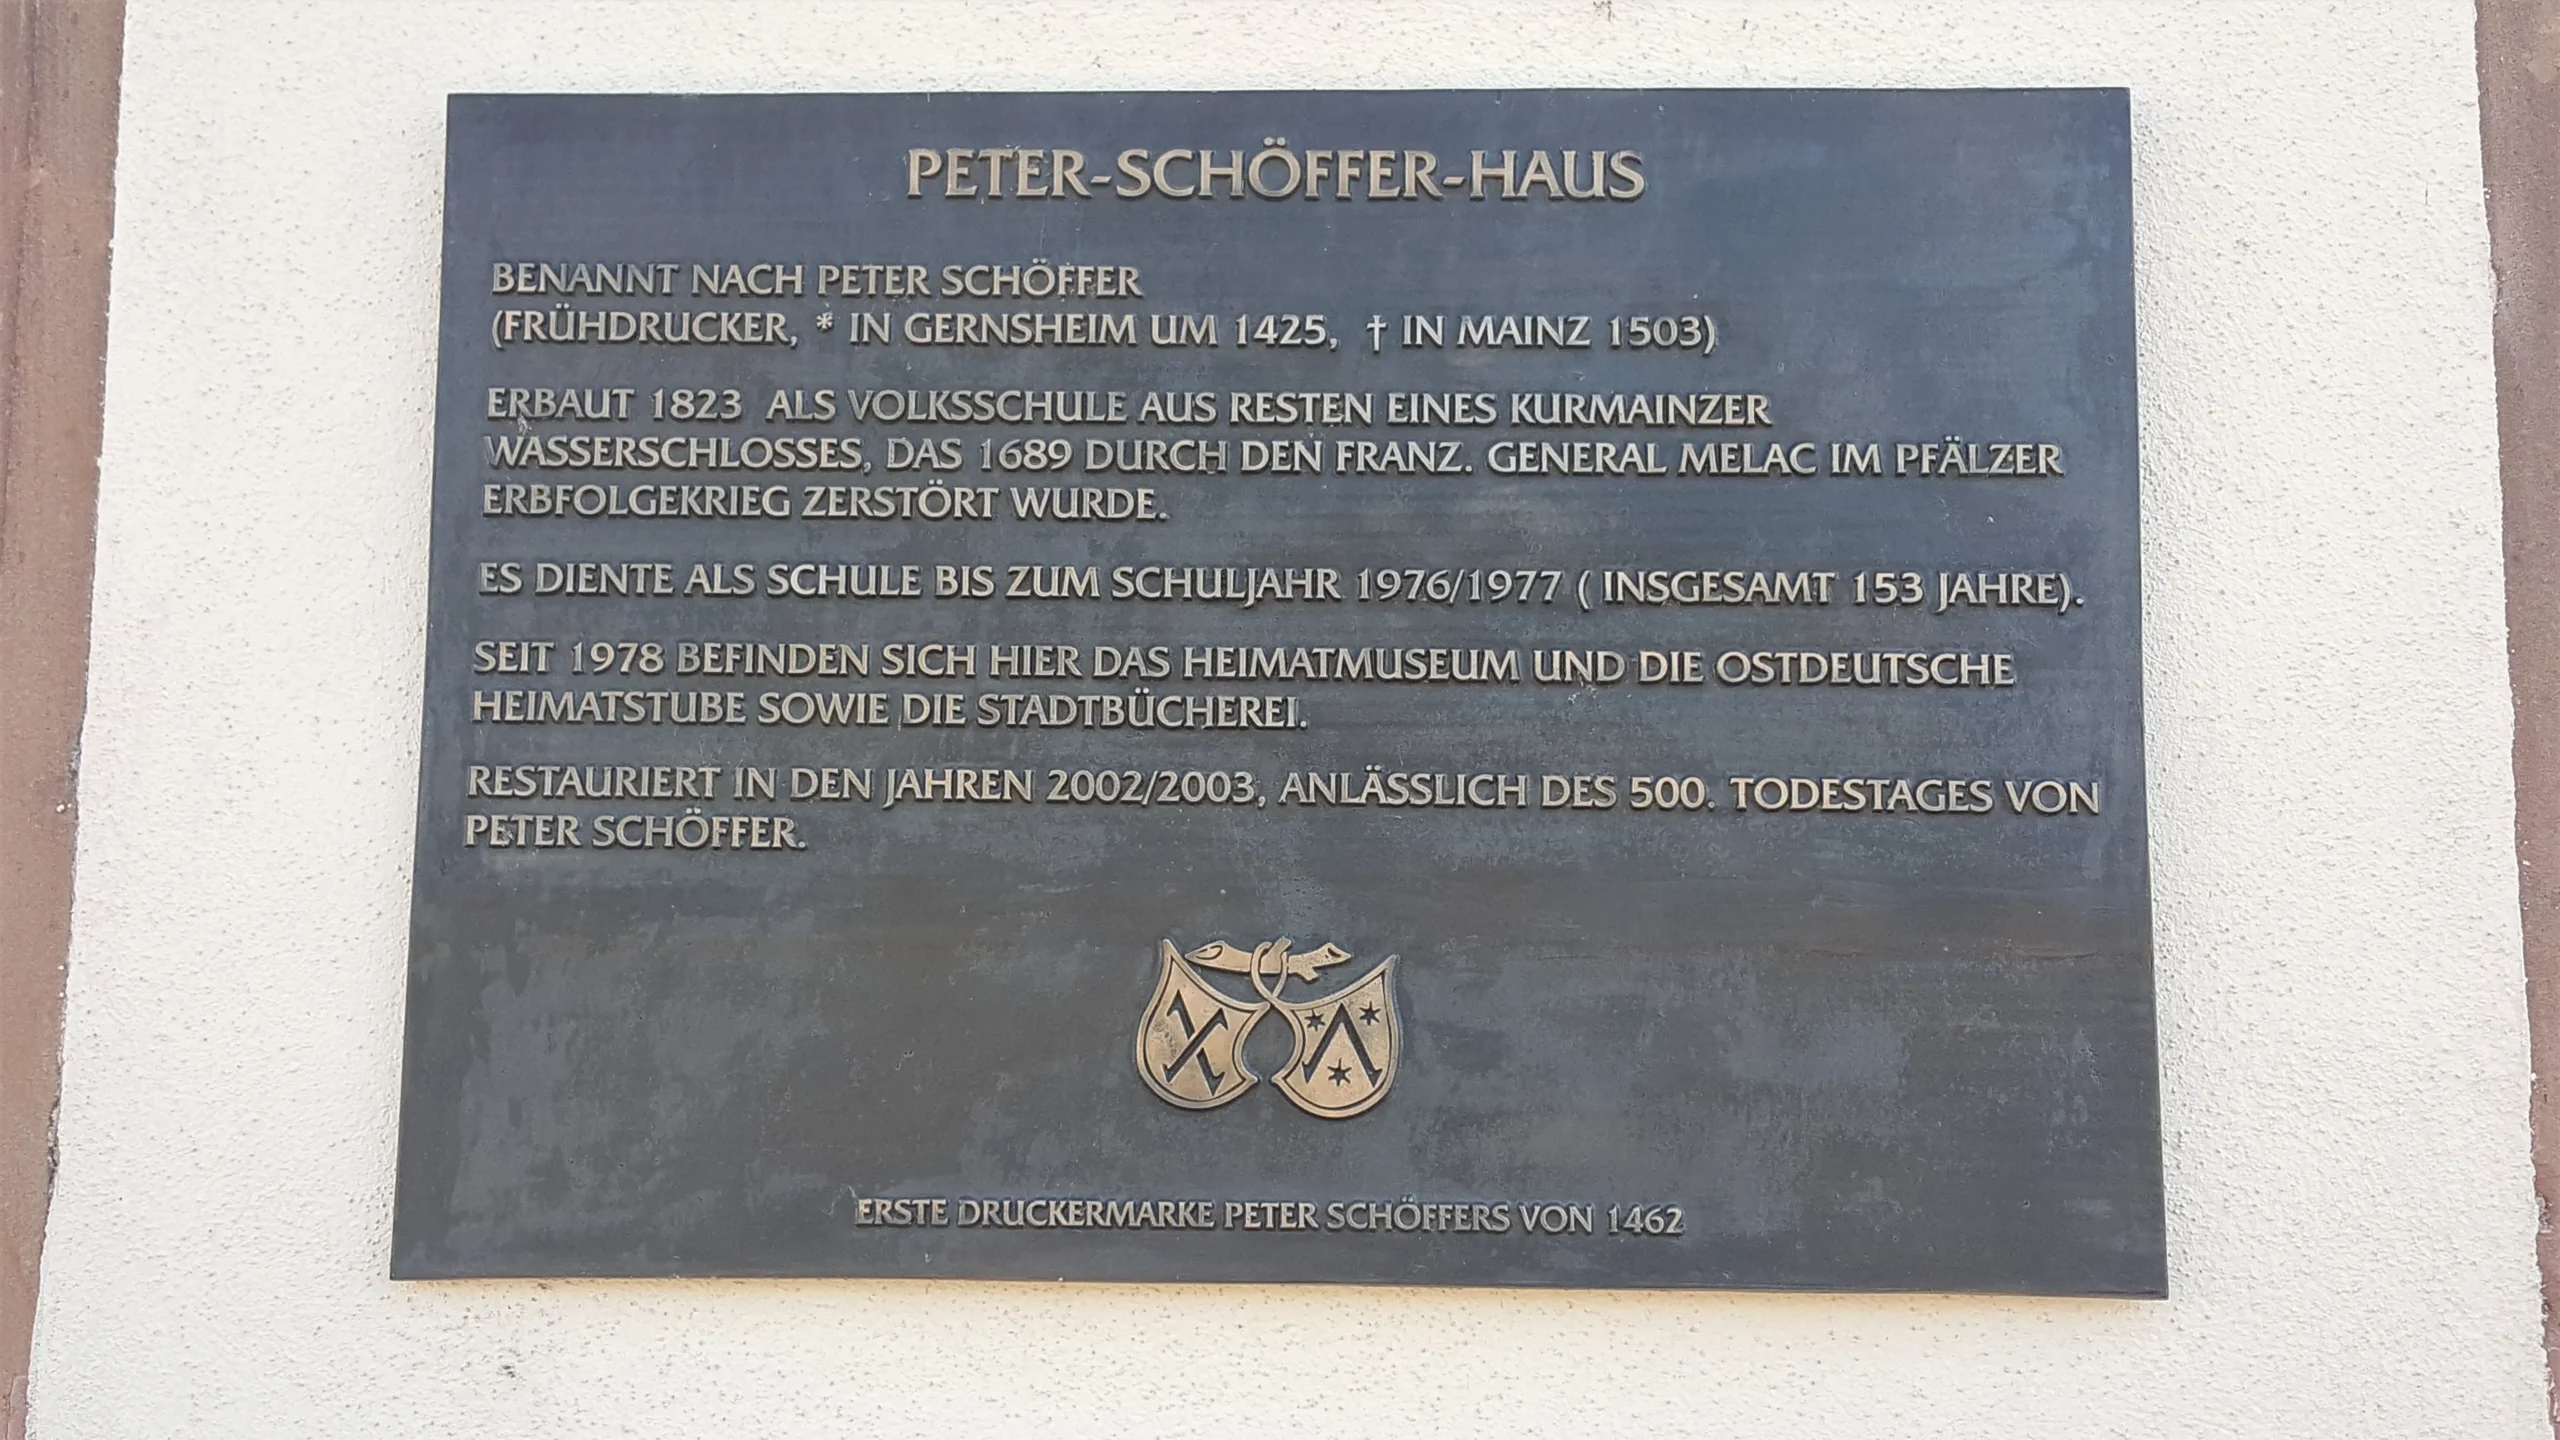 PETER-SCHÖFFER-HAUS
BENANNT NACH PETER SCHÖFFER
(FRÜHDRUCKER, * IN GERNSHEIM UM 1425, † IN MAINZ 1503)
ERBAUT 1823 ALS VOLKSSCHULE AUS RESTEN EINES KURMAINZER
WASSERSCHLOSSES, DAS 1689 DURCH DEN FRANZ. GENERAL MELAC IM PFÄLZER
ERBFOLGEKRIEG ZERSTÖRT WURDE.
ES DIENTE ALS SCHULE BIS ZUM SCHULJAHR 1976/1977 ( INSGESAMT 153 JAHRE).
SEIT 1978 BEFINDEN SICH HIER DAS HEIMATMUSEUM UND DIE OSTDEUTSCHE
HEIMATSTUBE SOWIE DIE STADTBÜCHEREI.
RESTAURIERT IN DEN JAHREN 2002/2003, ANLÄSSLICH DES 500. TODESTAGES VON
PETER SCHÖFFER.
ERSTE DRUCKERMARKE PETER SCHÖFFERS VON 1462